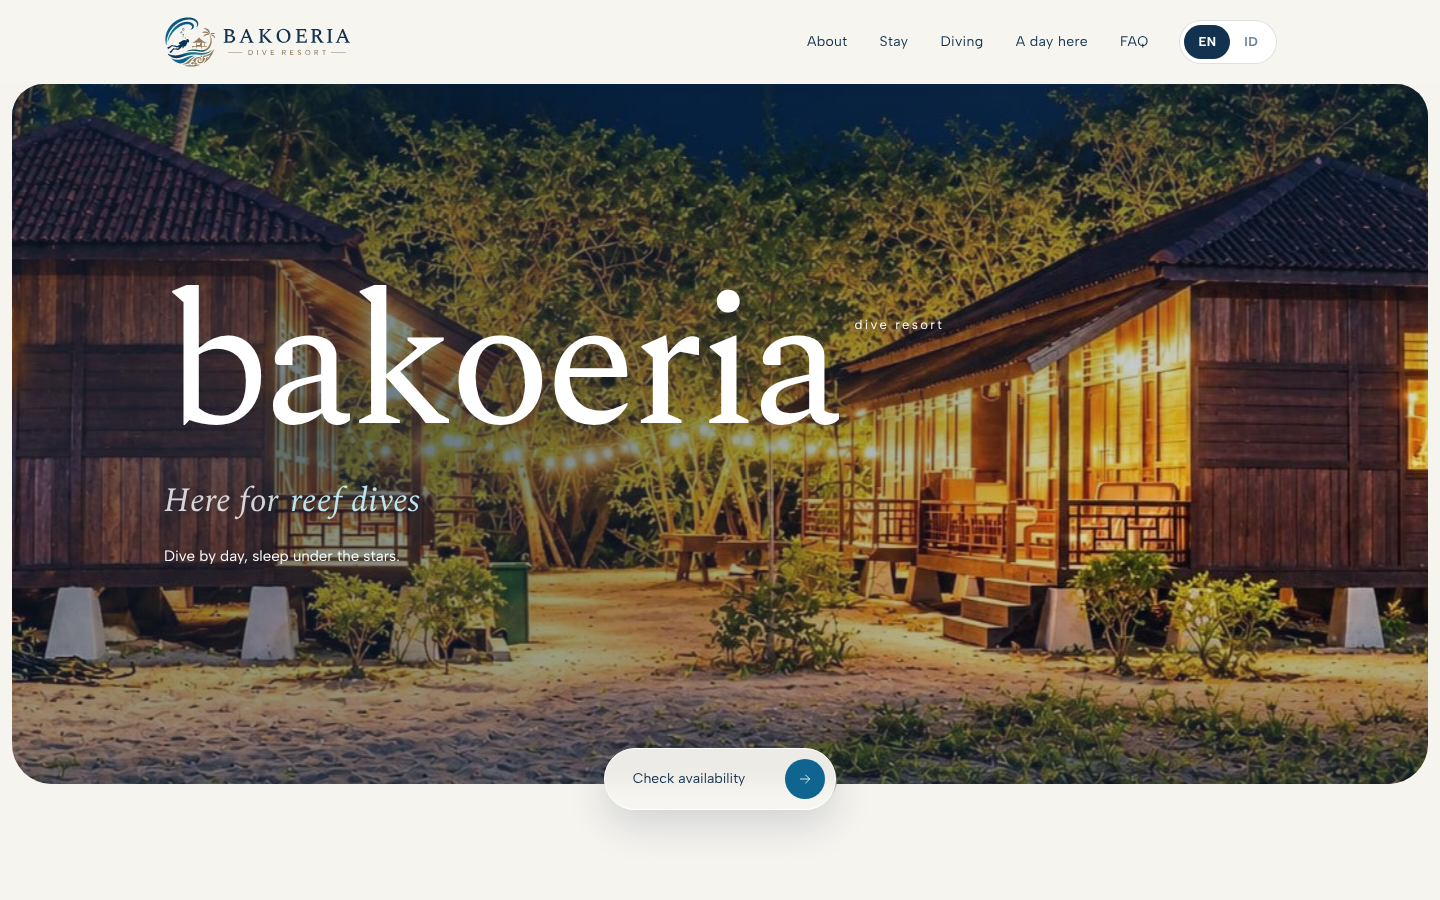 BAKOERIA
DIVE RESORT
About
Stay
Diving
A day here
FAQ
EN
ID
bakoeria
dive resort
Here for reef dives
Dive by day, sleep under the stars.
Check availability